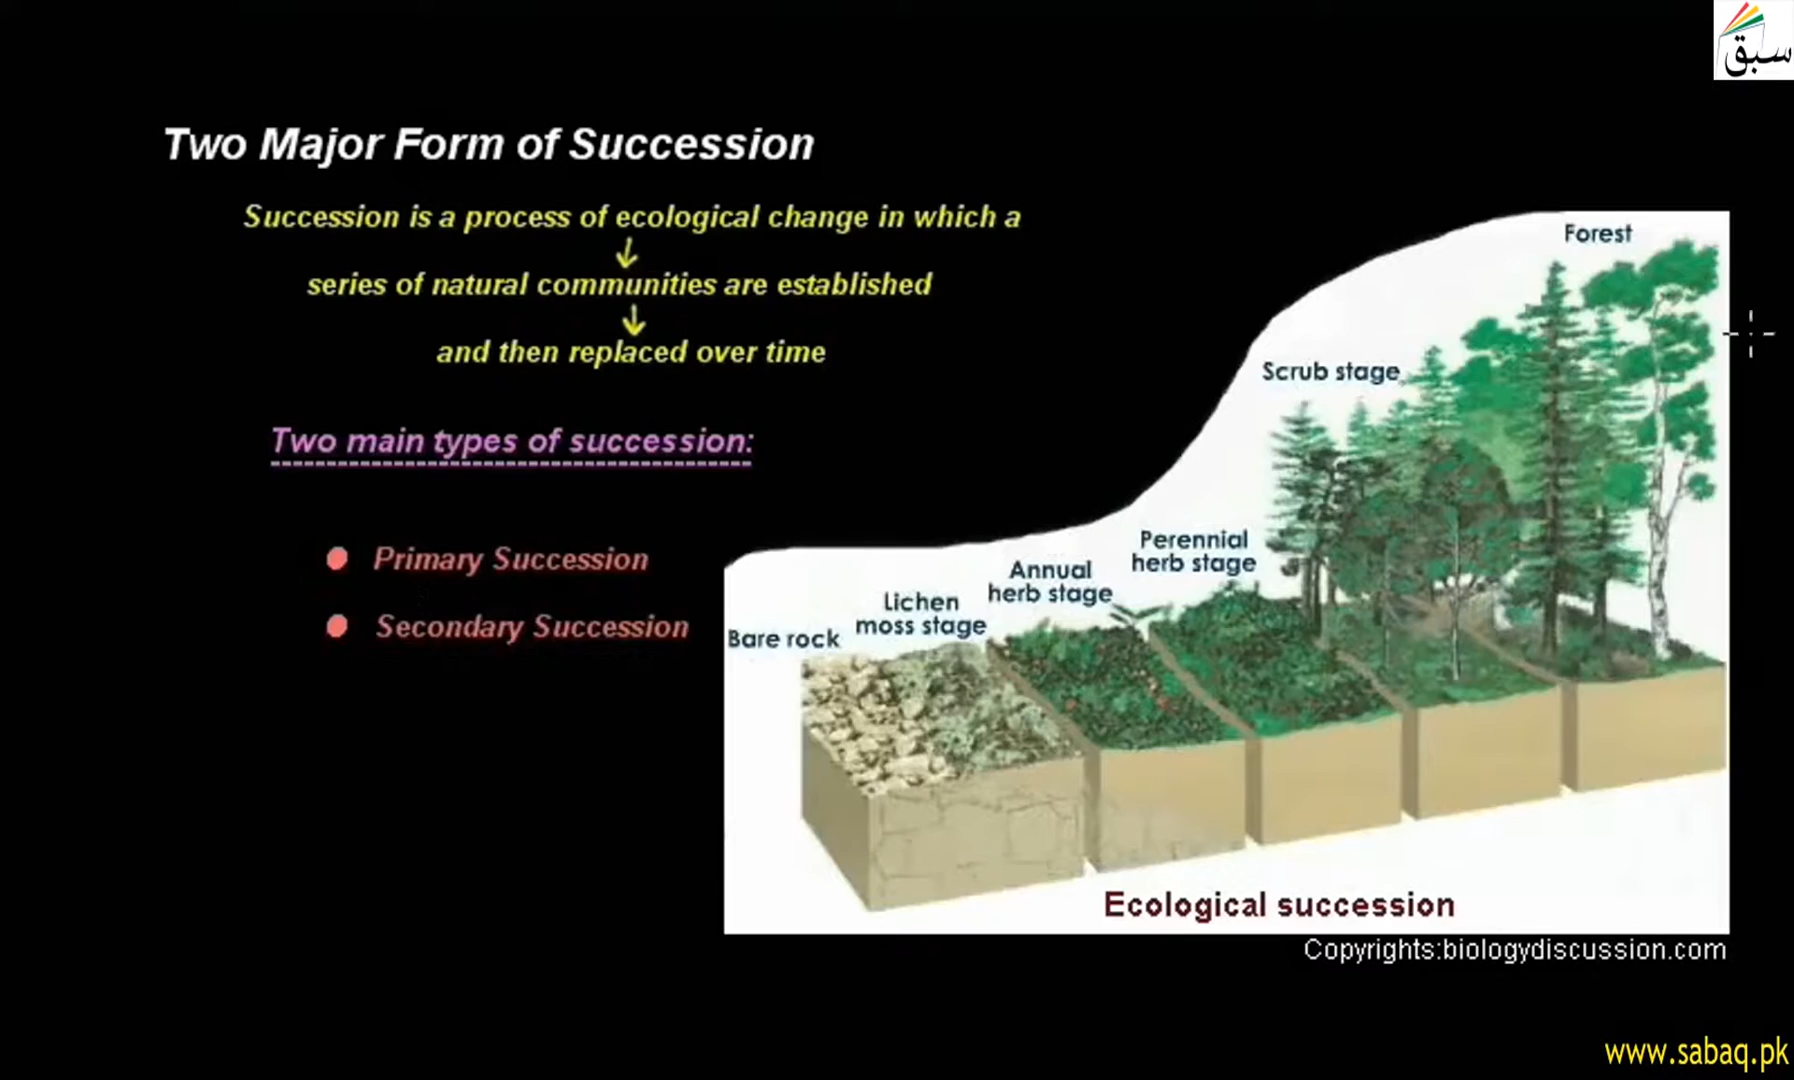 سبق
Two Major Form of Succession
Succession is a process of ecological change in which a
series of natural communities are established
and then replaced over time
Two main types of succession:
Primary Succession
Secondary Succession
Bare rock
Lichen
moss stage
Annual
herb stage
Perennial
herb stage
Scrub stage
Forest
Ecological succession
Copyrights:biologydiscussion.com
www.sabaq.pk